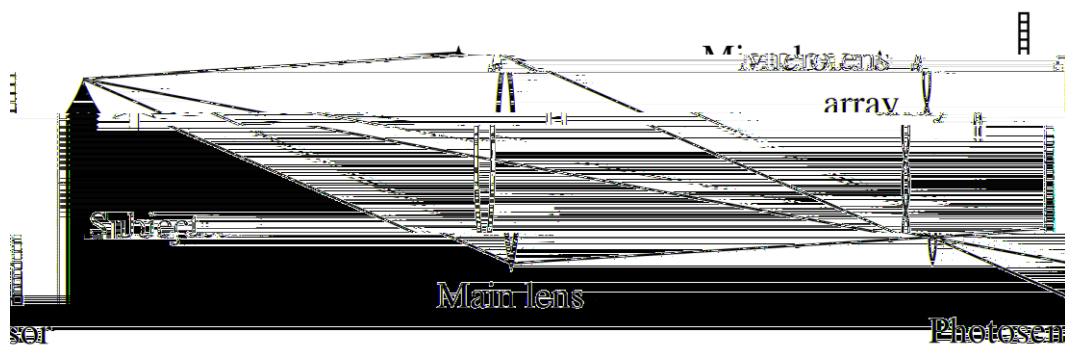 Microlens
array
Subject
Main lens
sor Photosen